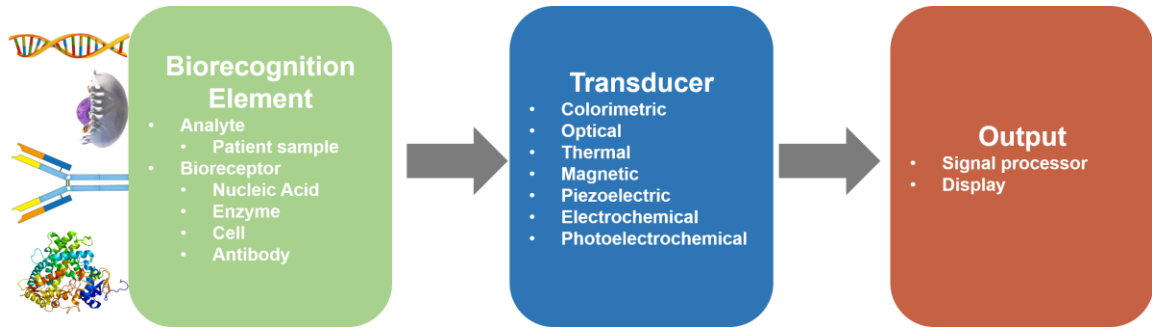 Biorecognition
Element
• Analyte
• Patient sample
• Bioreceptor
• Nucleic Acid
• Enzyme
• Cell
• Antibody
Transducer
• Colorimetric
• Optical
• Thermal
• Magnetic
• Piezoelectric
• Electrochemical
• Photoelectrochemical
Output
• Signal processor
• Display